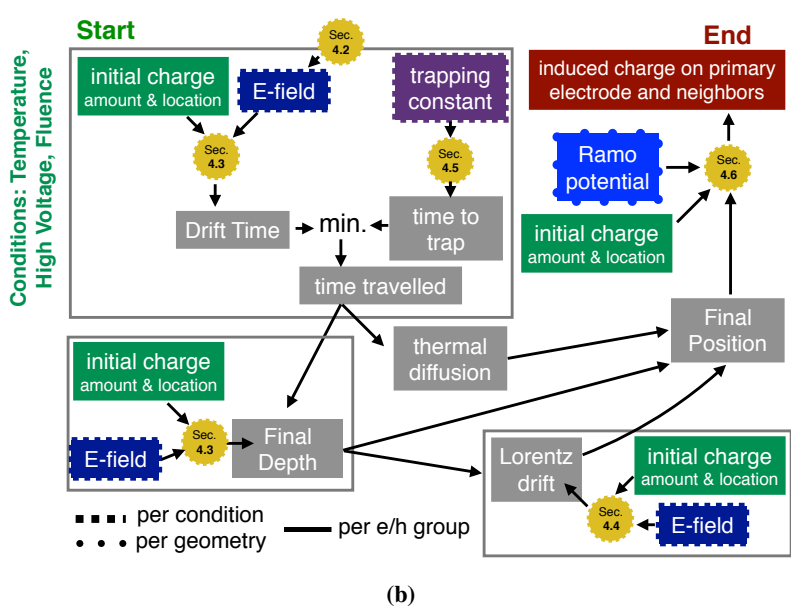 Start
End
Conditions: Temperature,
High Voltage, Fluence
Sec.
4.2
initial charge
amount & location
E-field
trapping
constant
Sec.
4.3
Sec.
4.5
Drift Time
min.
time to
trap
time travelled
induced charge on primary
electrode and neighbors
Ramo
potential
Sec.
4.6
initial charge
amount & location
thermal
diffusion
Final
Position
initial charge
amount & location
E-field
Sec.
4.3
Final
Depth
Lorentz
drift
initial charge
amount & location
Sec.
4.4
E-field
per condition
per geometry
per e/h group
(b)